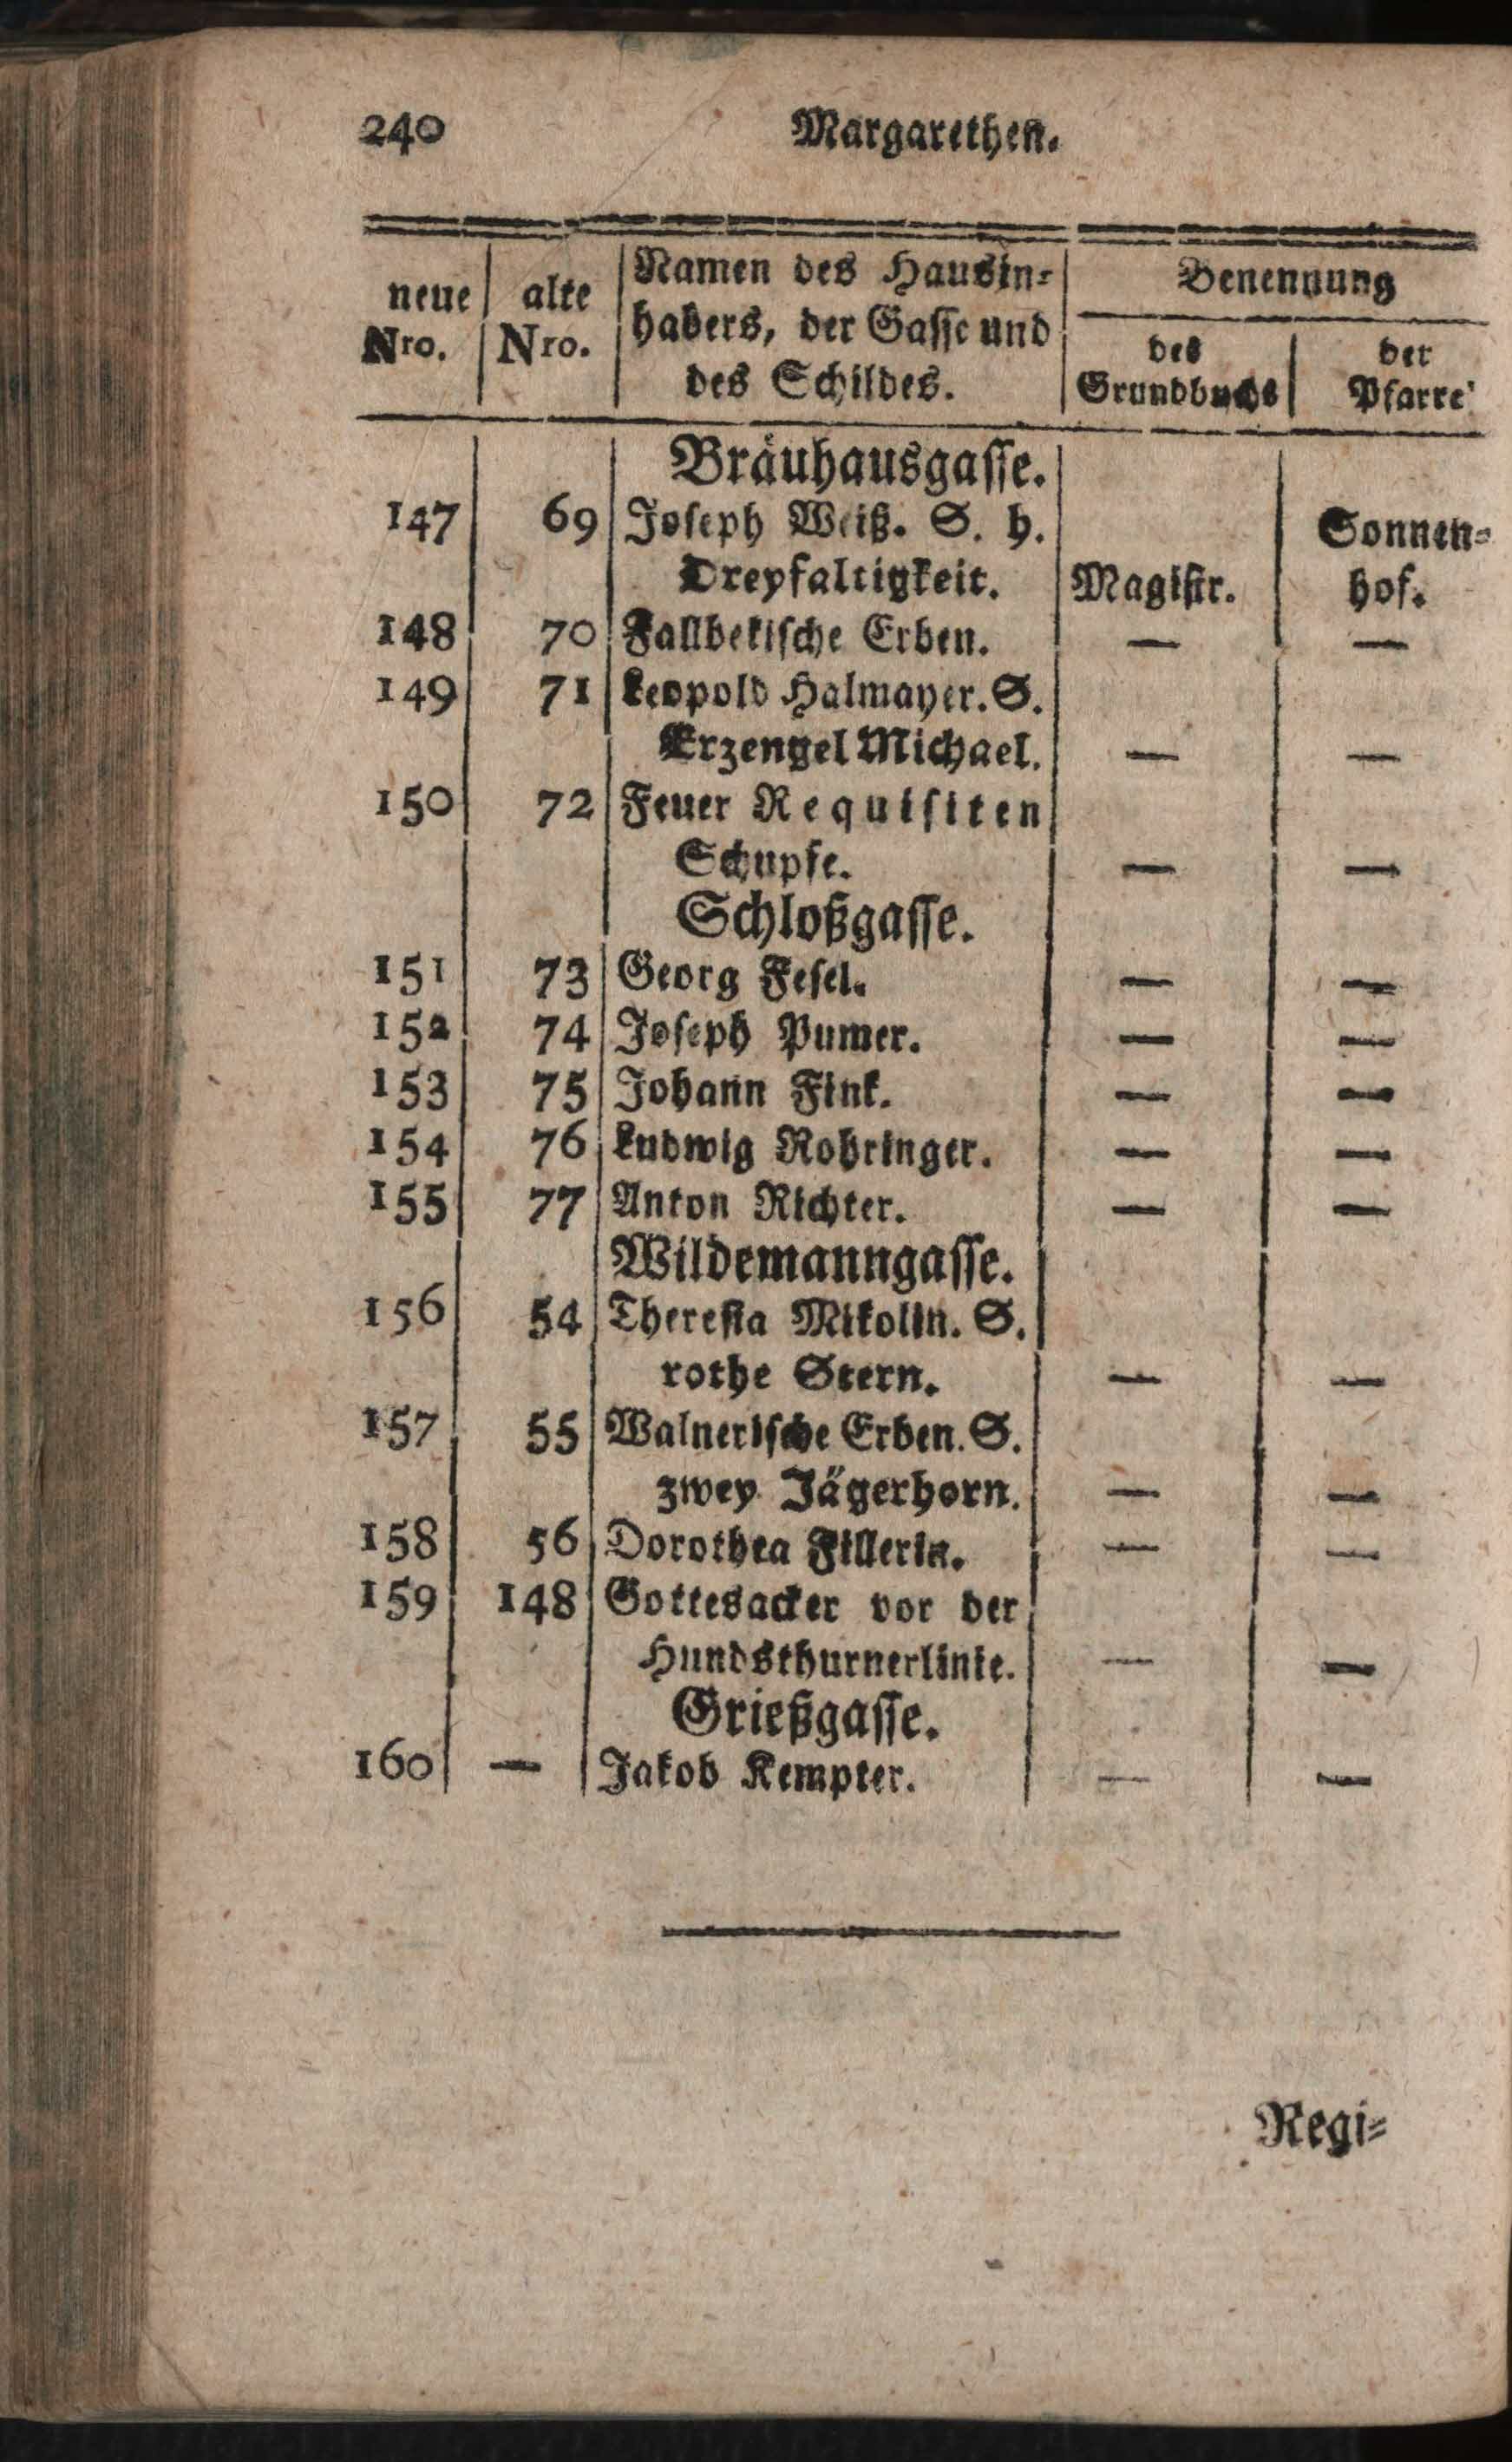 240 Margarethen.
neue Nro. | alte Nro. | Namen des Hausin-habers, der Gasse und des Schildes. | Benennung
des Grundbuchs | der Pfarre
Bräuhausgasse.
147 69 Joseph Weiß. S. h. Sonnen-
Dreyfaltigkeit. Magistr. hof.
148 70 Fallbekische Erben. — —
149 71 Leopold Halmayer. S.
Erzengel Michael. — —
150 72 Feuer Requisiten
Schupfe. — —
Schloßgasse.
151 73 Georg Fesel. — —
152 74 Joseph Pumer. — —
153 75 Johann Fink. — —
154 76 Ludwig Rohringer. — —
155 77 Anton Richter. — —
Wildemanngasse.
156 54 Theresia Mikolin. S.
rothe Stern. — —
157 55 Walnerische Erben. S.
zwey Jägerhorn. — —
158 56 Dorothea Fillerin. — —
159 148 Gottesacker vor der
Hundsthurnerlinie. — —
Grießgasse.
160 — Jakob Kempter. — —
Regi-